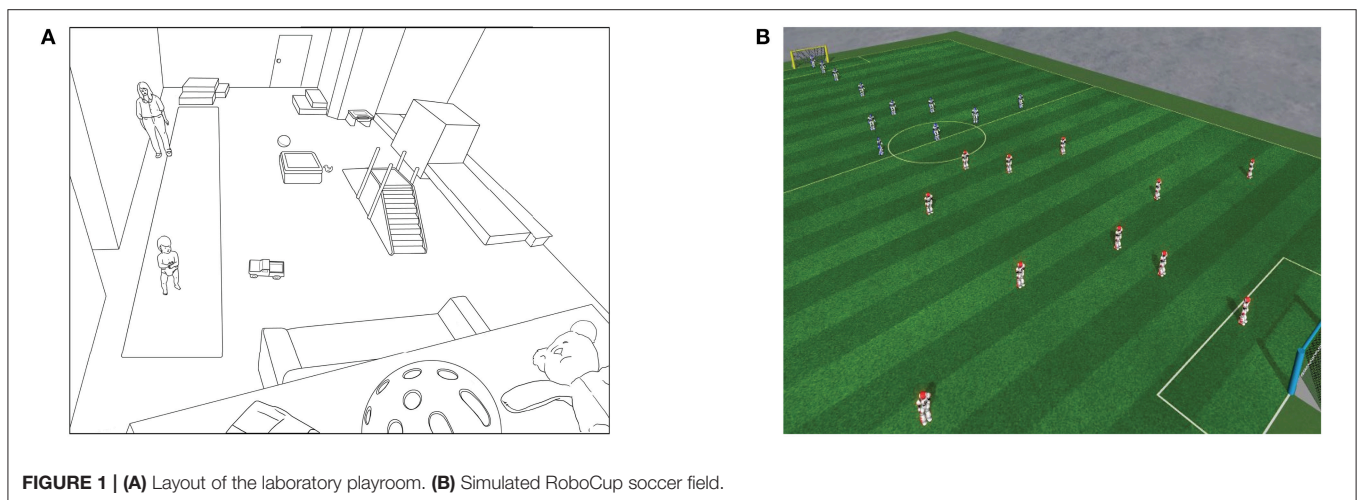 A
B
FIGURE 1 | (A) Layout of the laboratory playroom. (B) Simulated RoboCup soccer field.